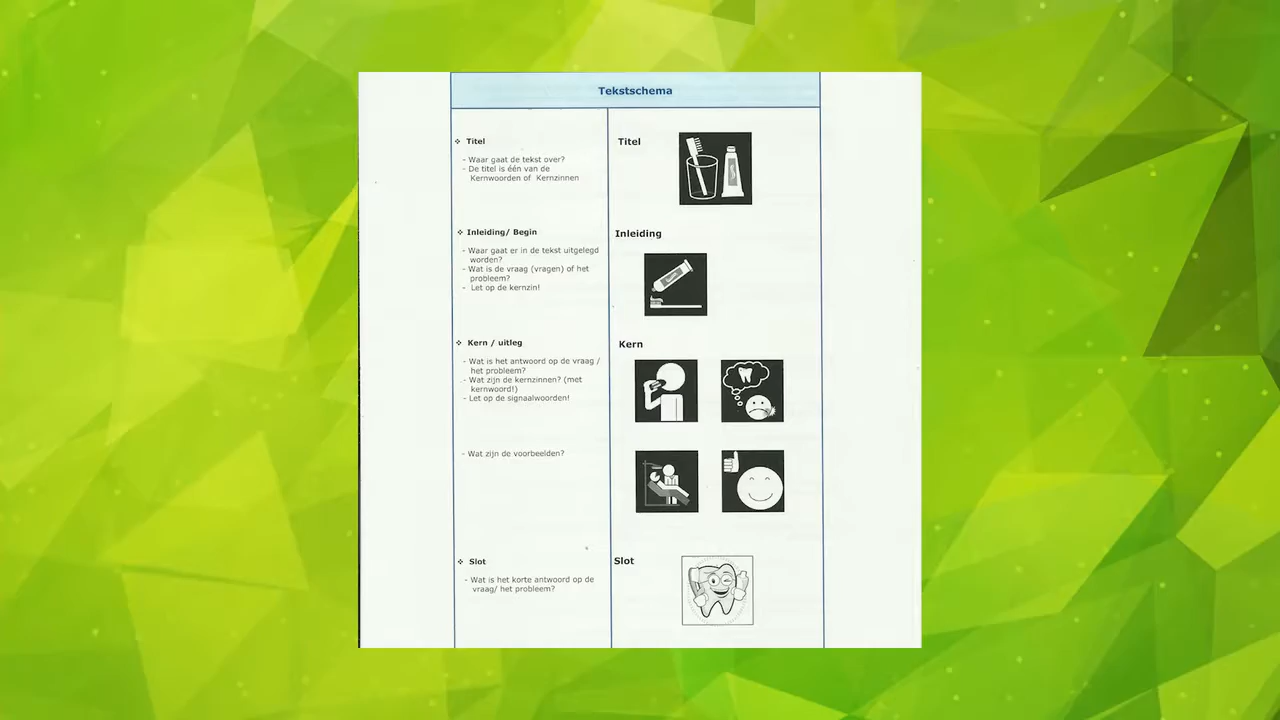 Tekstschema
❖ Titel
- Waar gaat de tekst over?
- De titel is één van de
Kernwoorden of Kernzinnen
Titel
❖ Inleiding/ Begin
- Waar gaat er in de tekst uitgelegd
worden?
- Wat is de vraag (vragen) of het
probleem?
- Let op de kernzin!
Inleiding
❖ Kern / uitleg
- Wat is het antwoord op de vraag /
het probleem?
- Wat zijn de kernzinnen? (met
kernwoord!)
- Let op de signaalwoorden!
- Wat zijn de voorbeelden?
Kern
❖ Slot
- Wat is het korte antwoord op de
vraag/ het probleem?
Slot